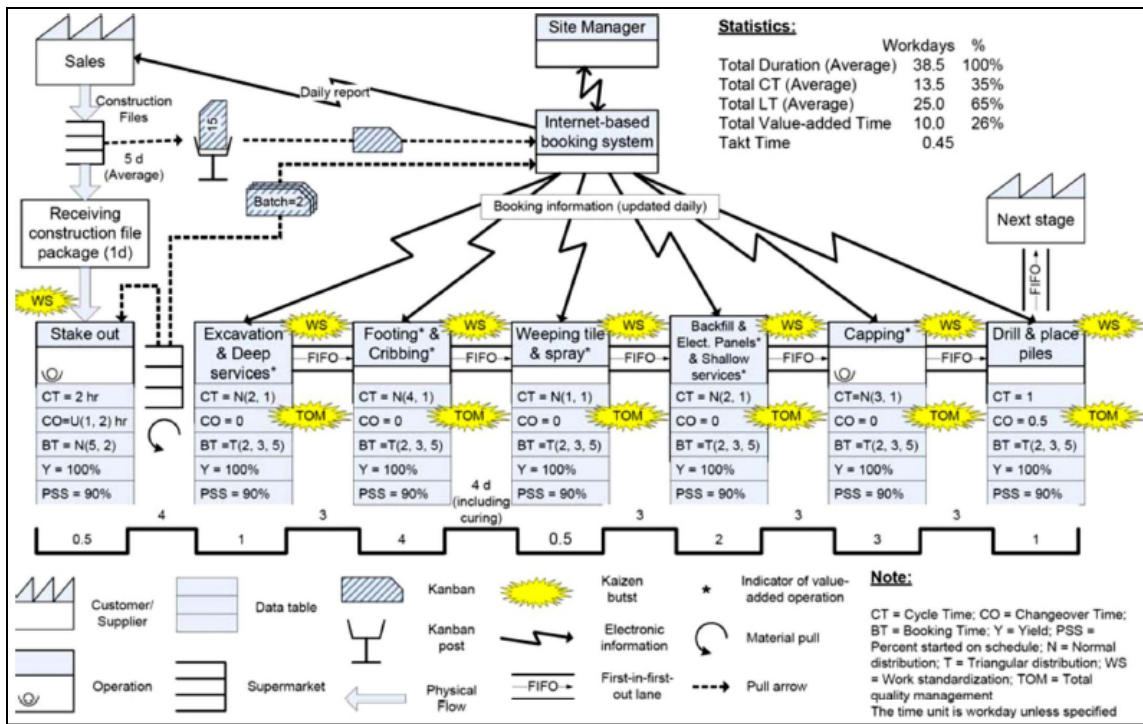 Sales
Site Manager
Statistics:
Workdays %
Total Duration (Average) 38.5 100%
Total CT (Average) 13.5 35%
Total LT (Average) 25.0 65%
Total Value-added Time 10.0 26%
Takt Time 0.45
Daily report
Construction
Files
15
Internet-based
booking system
5 d
(Average)
Batch=2
Booking information (updated daily)
Next stage
Receiving
construction file
package (1d)
FIFO
WS
Stake out
CT = 2 hr
CO=U(1, 2) hr
BT = N(5, 2)
Y = 100%
PSS = 90%
Excavation
& Deep
services*
WS
FIFO
CT = N(2, 1)
TOM
CO = 0
BT =T(2, 3, 5)
Y = 100%
PSS = 90%
Footing* &
Cribbing*
WS
FIFO
CT = N(4, 1)
TOM
CO = 0
BT =T(2, 3, 5)
Y = 100%
PSS = 90%
Weeping tile
& spray*
WS
FIFO
CT = N(1, 1)
TOM
CO = 0
BT =T(2, 3, 5)
Y = 100%
PSS = 90%
Backfill &
Elect. Panels*
& Shallow
services*
WS
FIFO
CT = N(2, 1)
TOM
CO = 0
BT =T(2, 3, 5)
Y = 100%
PSS = 90%
Capping*
WS
FIFO
CT=N(3, 1)
TOM
CO = 0
BT =T(2, 3, 5)
Y = 100%
PSS = 90%
Drill & place
piles
WS
CT = 1
TOM
CO = 0.5
BT =T(2, 3, 5)
Y = 100%
PSS = 90%
4 3 4 d
(including
curing) 3 3 3
0.5 1 4 0.5 2 3 1
Customer/
Supplier
Data table
Kanban
Kaizen
butst
*
Indicator of value-
added operation
Operation
Supermarket
Kanban
post
Electronic
information
Material pull
Physical
Flow
FIFO
First-in-first-
out lane
Pull arrow
Note:
CT = Cycle Time; CO = Changeover Time;
BT = Booking Time; Y = Yield; PSS =
Percent started on schedule; N = Normal
distribution; T = Triangular distribution; WS
= Work standardization; TOM = Total
quality management
The time unit is workday unless specified